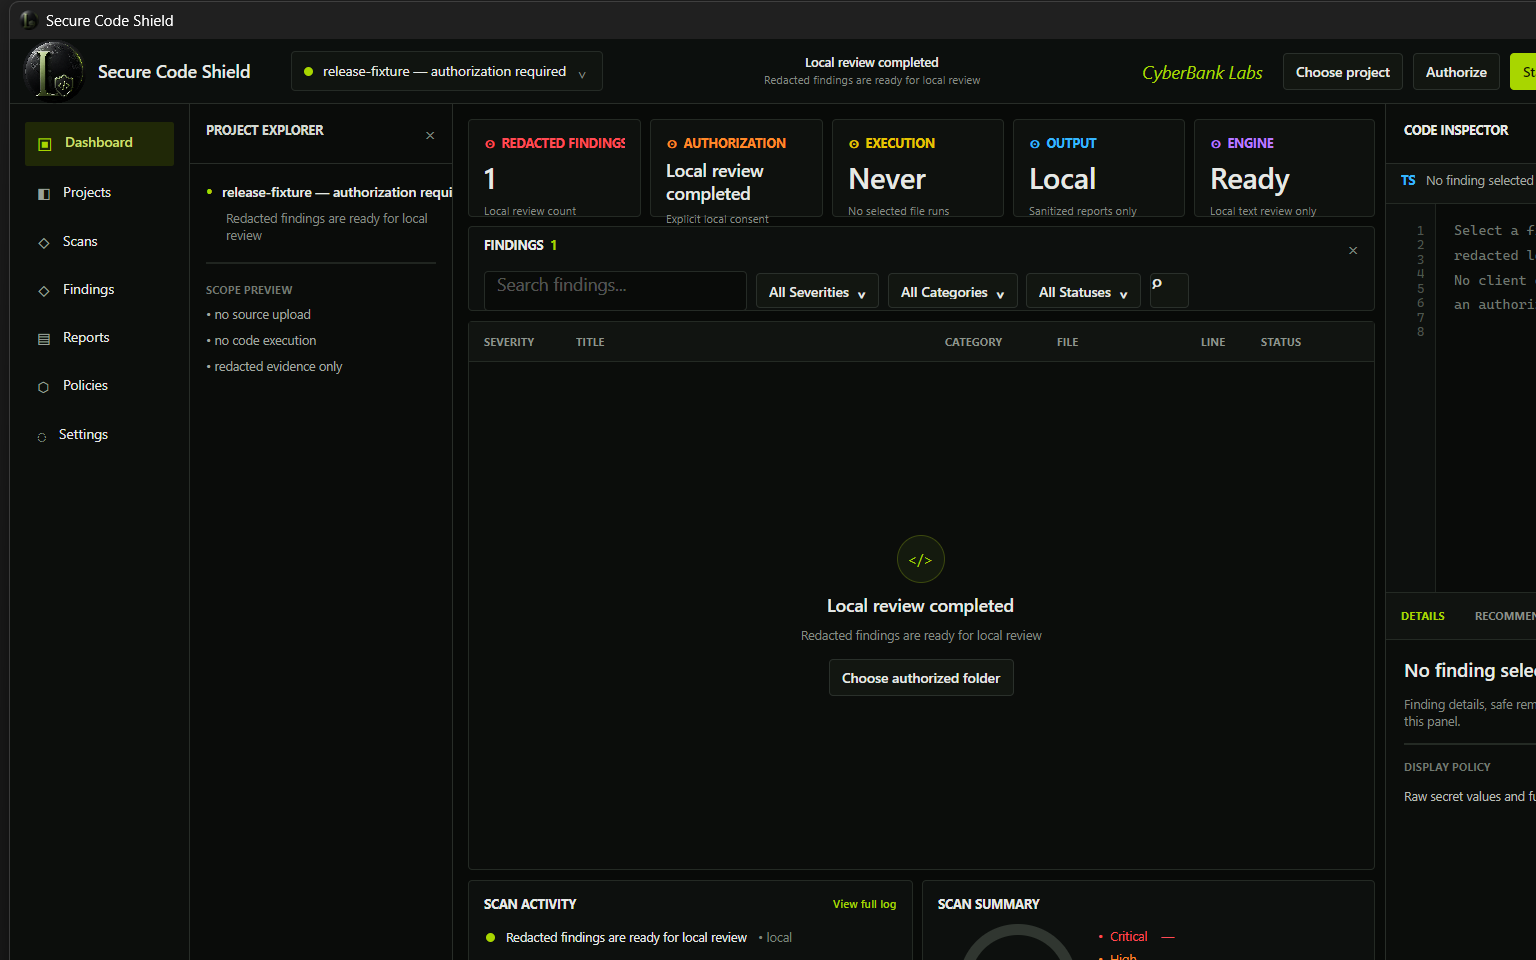 Secure Code Shield
Secure Code Shield
release-fixture — authorization required
Local review completed
Redacted findings are ready for local review
CyberBank Labs
Choose project
Authorize
Dashboard
Projects
Scans
Findings
Reports
Policies
Settings
PROJECT EXPLORER
×
release-fixture — authorization requi
Redacted findings are ready for local
review
SCOPE PREVIEW
• no source upload
• no code execution
• redacted evidence only
REDACTED FINDINGS
1
Local review count
AUTHORIZATION
Local review
completed
Explicit local consent
EXECUTION
Never
No selected file runs
OUTPUT
Local
Sanitized reports only
ENGINE
Ready
Local text review only
FINDINGS 1
×
Search findings...
All Severities
All Categories
All Statuses
SEVERITY TITLE CATEGORY FILE LINE STATUS
</>
Local review completed
Redacted findings are ready for local review
Choose authorized folder
SCAN ACTIVITY
View full log
Redacted findings are ready for local review • local
SCAN SUMMARY
• Critical —
• High
CODE INSPECTOR
TS No finding selected
1 Select a f
2 redacted l
3 No client
4 an authori
5
6
7
8
DETAILS RECOMMEN
No finding sele
Finding details, safe rem
this panel.
DISPLAY POLICY
Raw secret values and fu